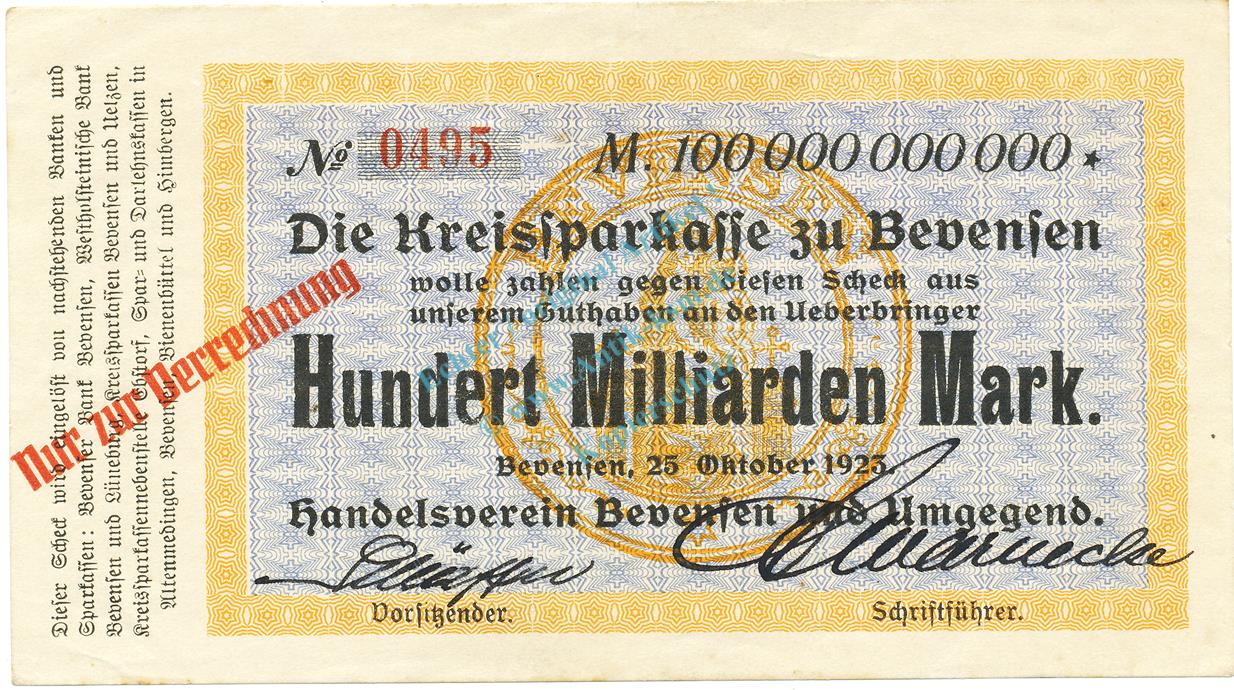 Dieser Scheck wird eingelöst von nachstehenden Banken und
Sparkassen: Bevenser Bank Bevensen, Westholsteinische Bank
Bevensen und Lüneburg, Kreissparkassen Bevensen und Uelzen,
Kreissparkassennebenstelle Ebstorf, Spar- und Darlehnskassen in
Altenmedingen, Bevensen, Bienenbüttel und Himbergen.
Nur zur Verrechnung
№ 0495
M. 100 000 000 000 ★
Die Kreissparkasse zu Bevensen
wolle zahlen gegen diesen Scheck aus
unserem Guthaben an den Ueberbringer
Hundert Milliarden Mark.
Bevensen, 25 Oktober 1923.
Handelsverein Bevensen und Umgegend.
Warnecke
Vorsitzender.
Schriftführer.